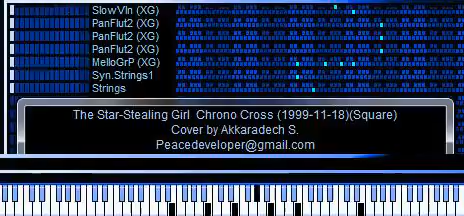 SlowVln (XG)
PanFlut2 (XG)
PanFlut2 (XG)
PanFlut2 (XG)
MelloGrP (XG)
Syn.Strings1
Strings
The Star-Stealing Girl Chrono Cross (1999-11-18)(Square)
Cover by Akkaradech S.
Peacedeveloper@gmail.com